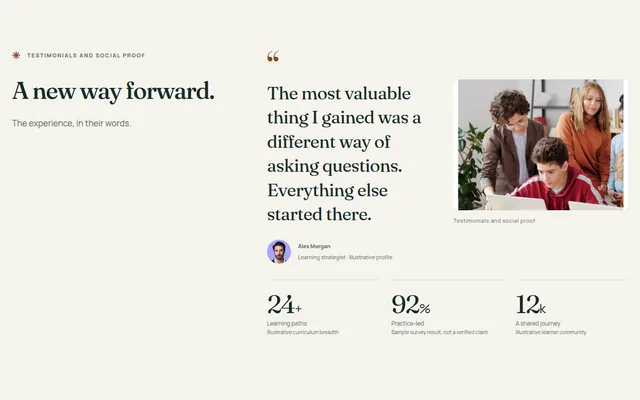 TESTIMONIALS AND SOCIAL PROOF
A new way forward.
The experience, in their words.
“
The most valuable
thing I gained was a
different way of
asking questions.
Everything else
started there.
Testimonials and social proof
Alex Morgan
Learning strategist · Illustrative profile
24+
Learning paths
Illustrative curriculum breadth
92%
Practice-led
Sample survey result, not a verified claim
12k
A shared journey
Illustrative learner community